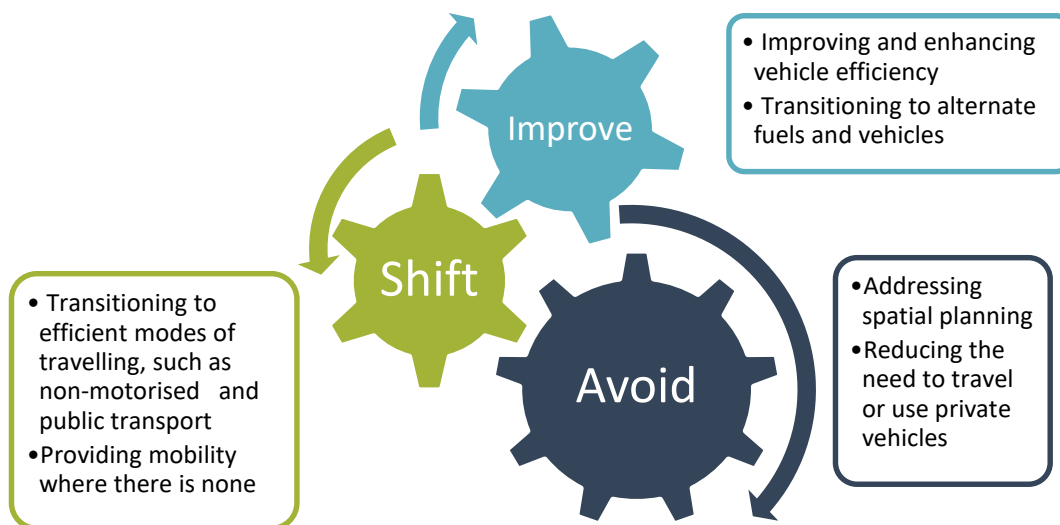 Improve
• Improving and enhancing
vehicle efficiency
• Transitioning to alternate
fuels and vehicles
Shift
• Transitioning to
efficient modes of
travelling, such as
non-motorised and
public transport
•Providing mobility
where there is none
Avoid
•Addressing
spatial planning
•Reducing the
need to travel
or use private
vehicles